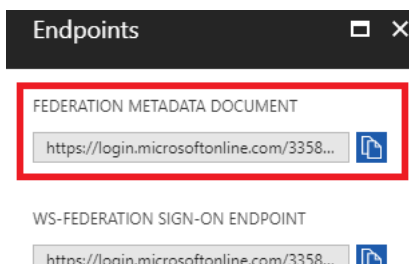 Endpoints
FEDERATION METADATA DOCUMENT
https://login.microsoftonline.com/3358...
WS-FEDERATION SIGN-ON ENDPOINT
https://login.microsoftonline.com/3358...